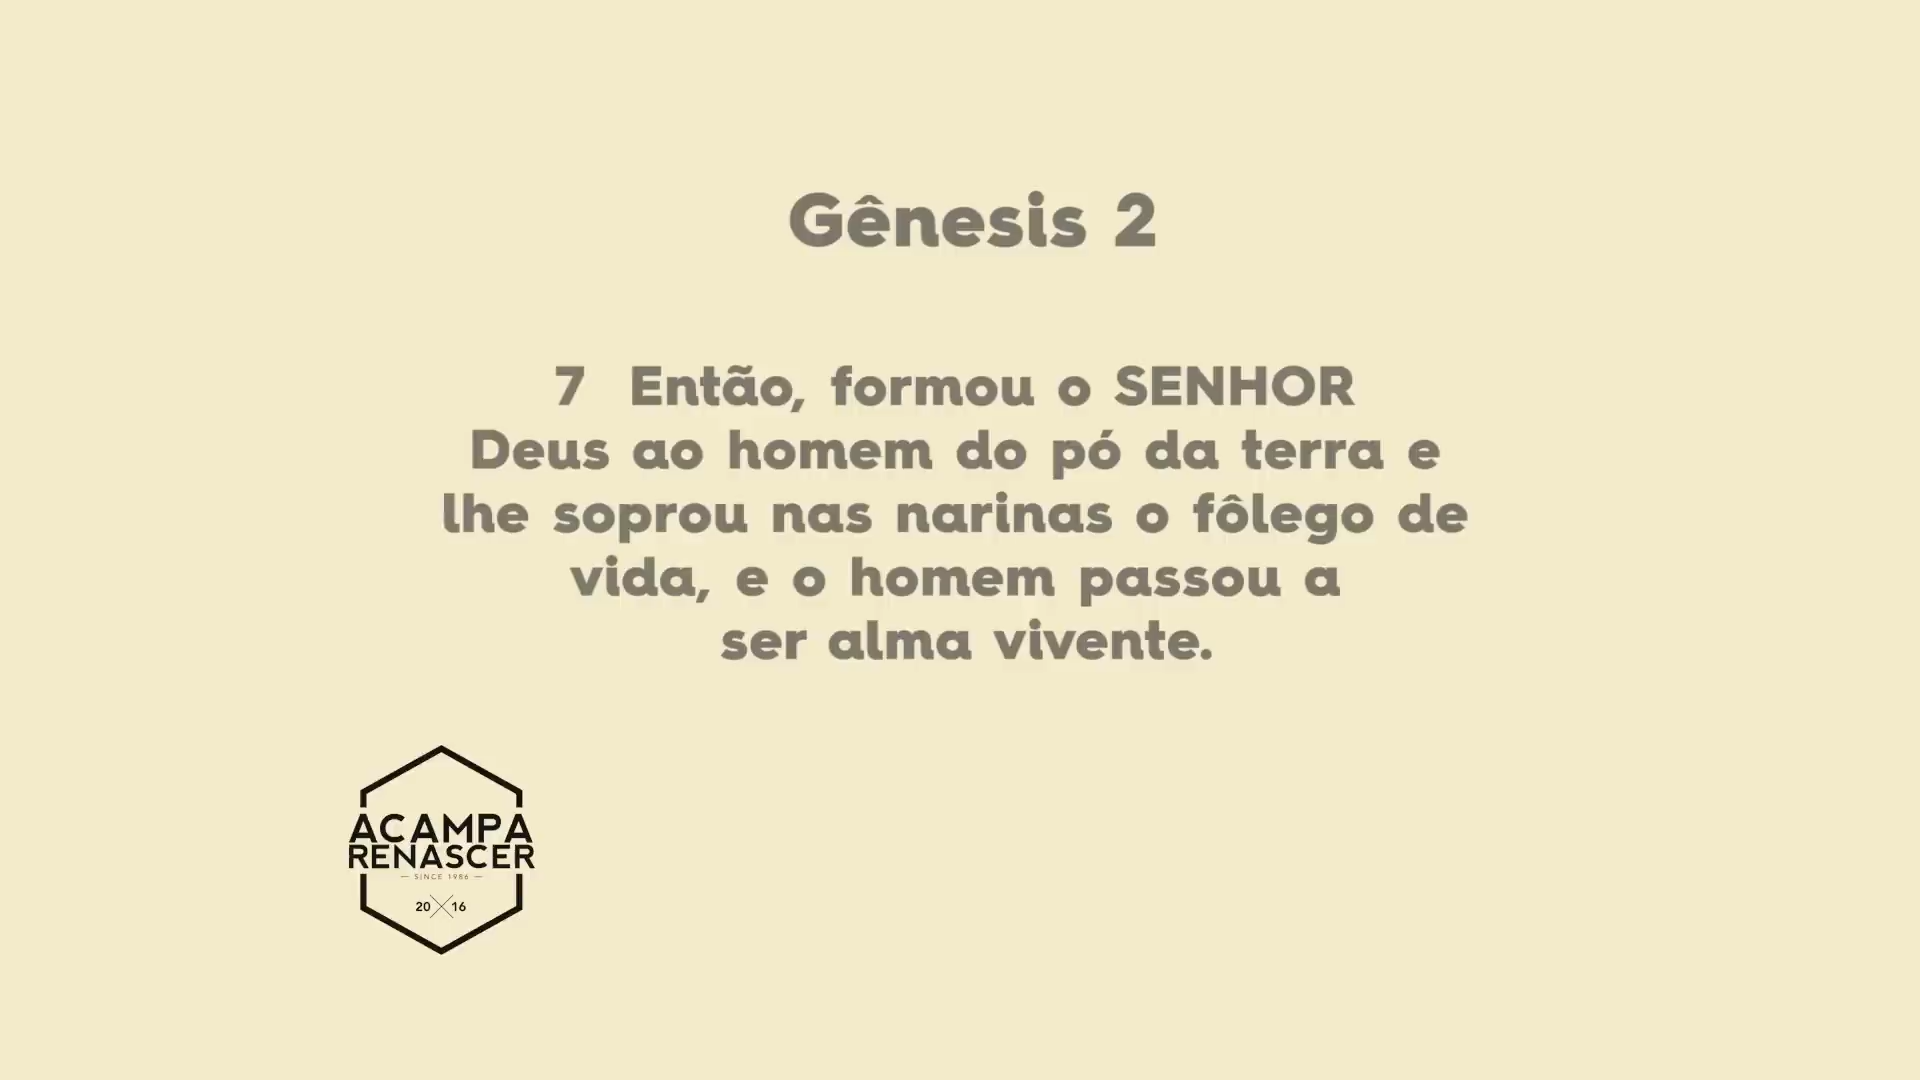 Gênesis 2
7 Então, formou o SENHOR
Deus ao homem do pó da terra e
lhe soprou nas narinas o fôlego de
vida, e o homem passou a
ser alma vivente.
ACAMPA
RENASCER
— SINCE 1986 —
20 16